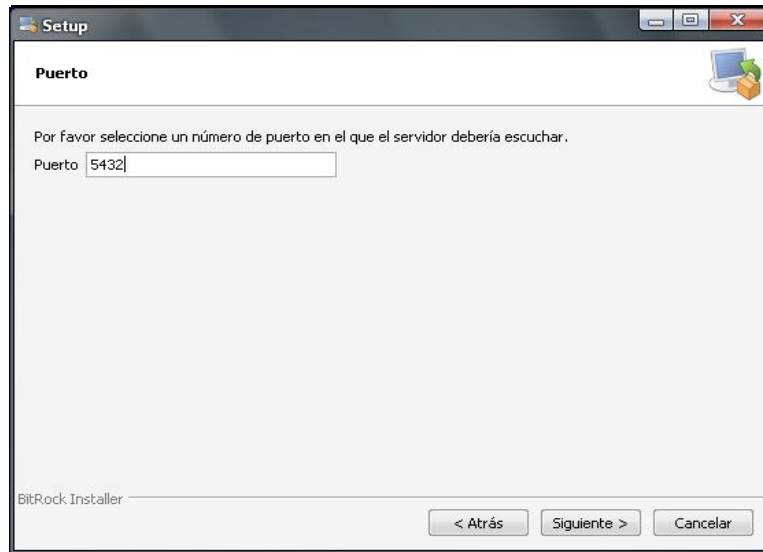 Setup
Puerto
Por favor seleccione un número de puerto en el que el servidor debería escuchar.
Puerto 5432
BitRock Installer
< Atrás Siguiente > Cancelar